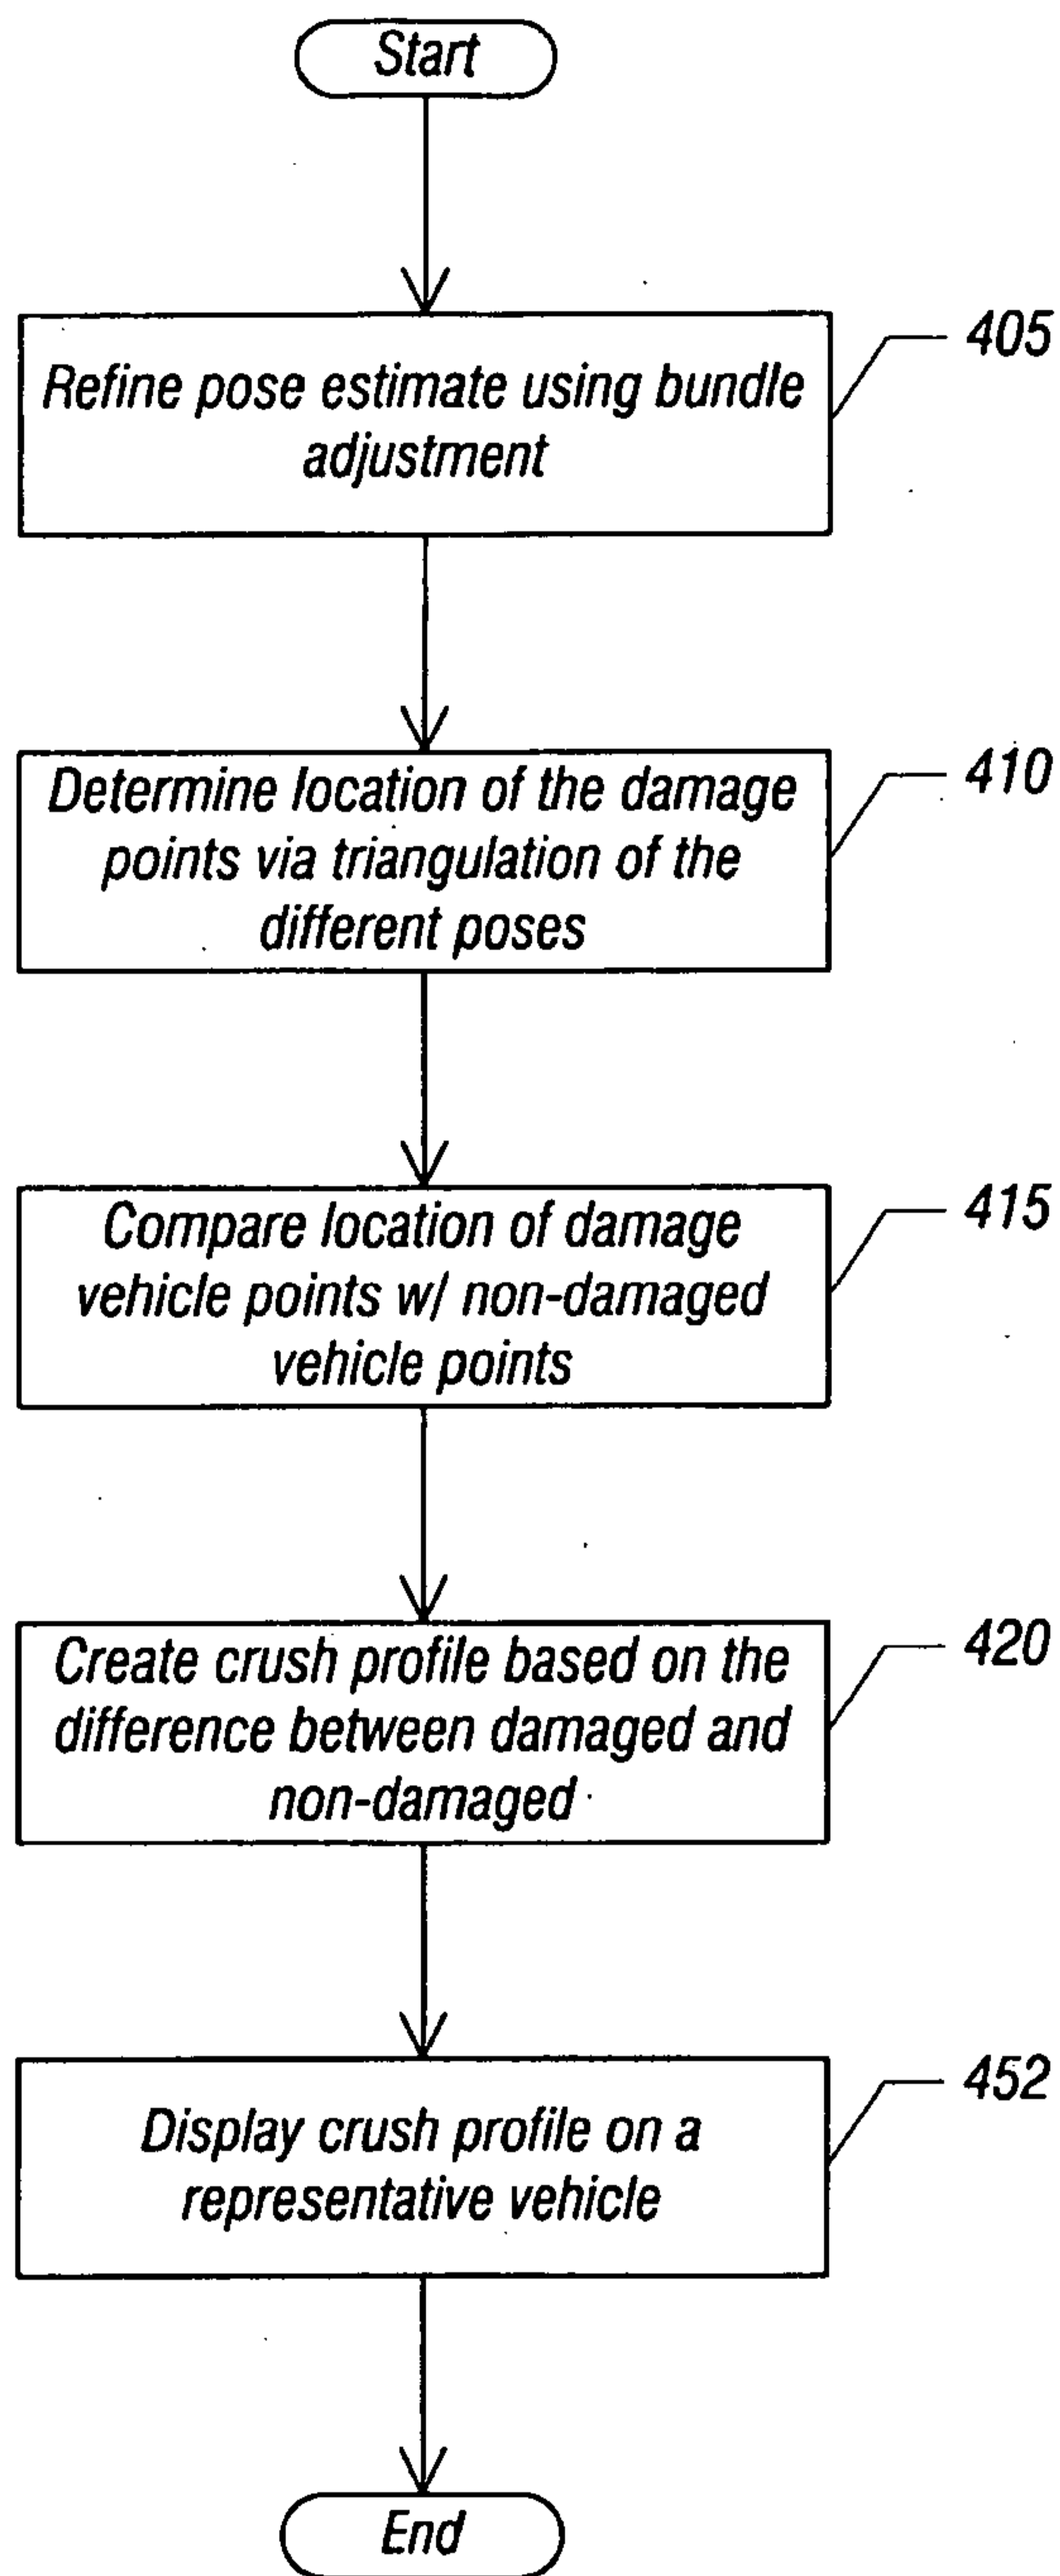 Start
405
Refine pose estimate using bundle
adjustment
410
Determine location of the damage
points via triangulation of the
different poses
415
Compare location of damage
vehicle points w/ non-damaged
vehicle points
420
Create crush profile based on the
difference between damaged and
non-damaged
452
Display crush profile on a
representative vehicle
End